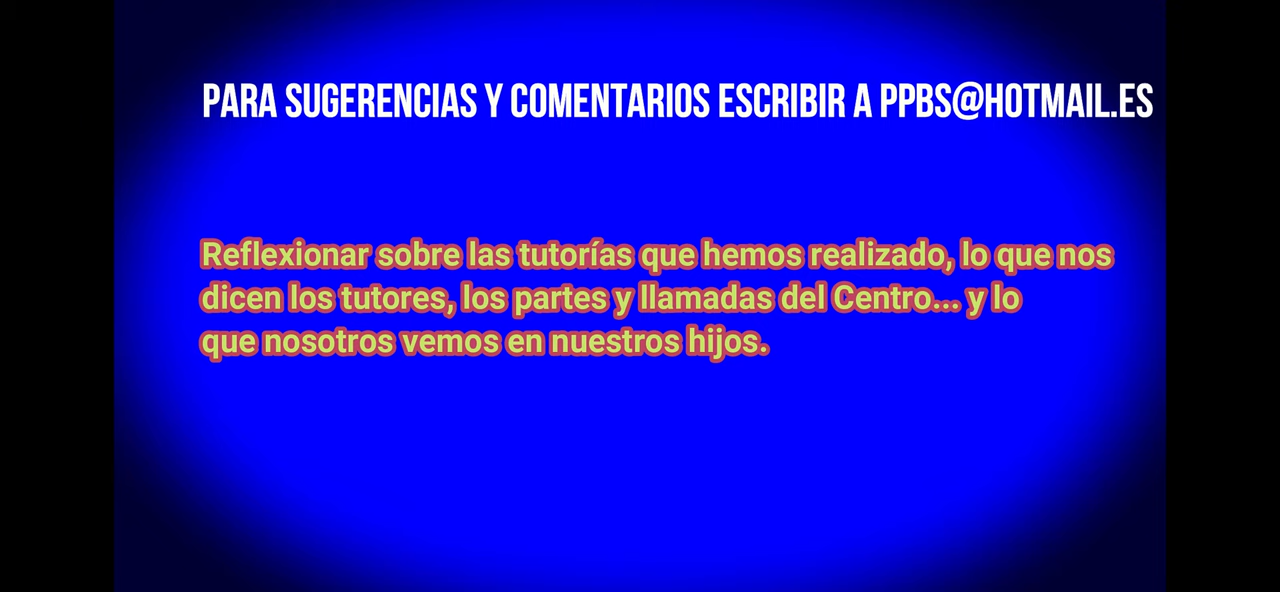 PARA SUGERENCIAS Y COMENTARIOS ESCRIBIR A PPBS@HOTMAIL.ES
Reflexionar sobre las tutorías que hemos realizado, lo que nos
dicen los tutores, los partes y llamadas del Centro... y lo
que nosotros vemos en nuestros hijos.